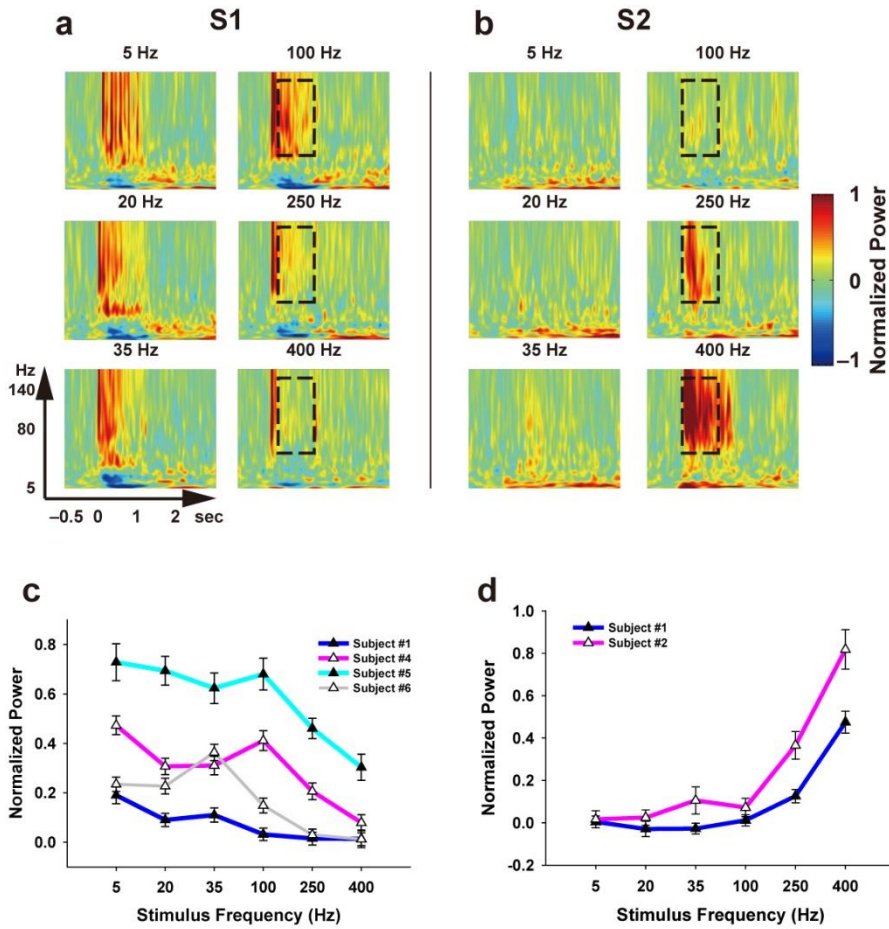 a S1
5 Hz 100 Hz
20 Hz 250 Hz
35 Hz 400 Hz
Hz
140
80
5
–0.5 0 1 2 sec
b S2
5 Hz 100 Hz
20 Hz 250 Hz
35 Hz 400 Hz
1
0
–1
Normalized Power
c
Normalized Power
0.8
0.6
0.4
0.2
0.0
Subject #1
Subject #4
Subject #5
Subject #6
5 20 35 100 250 400
Stimulus Frequency (Hz)
d
Normalized Power
1.0
0.8
0.6
0.4
0.2
0.0
-0.2
Subject #1
Subject #2
5 20 35 100 250 400
Stimulus Frequency (Hz)